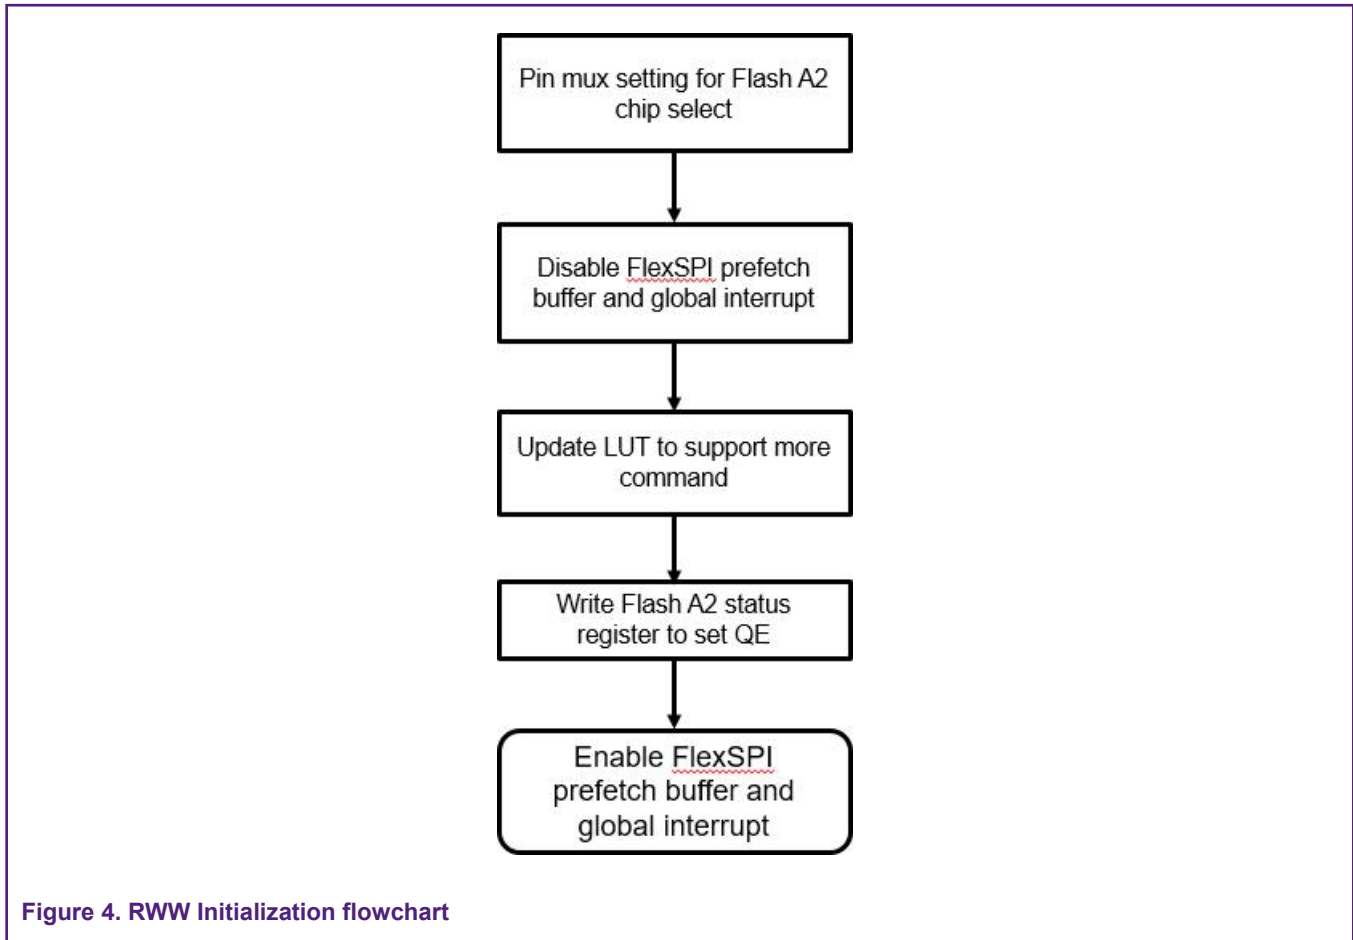 Pin mux setting for Flash A2
chip select
Disable FlexSPI prefetch
buffer and global interrupt
Update LUT to support more
command
Write Flash A2 status
register to set QE
Enable FlexSPI
prefetch buffer and
global interrupt
Figure 4. RWW Initialization flowchart